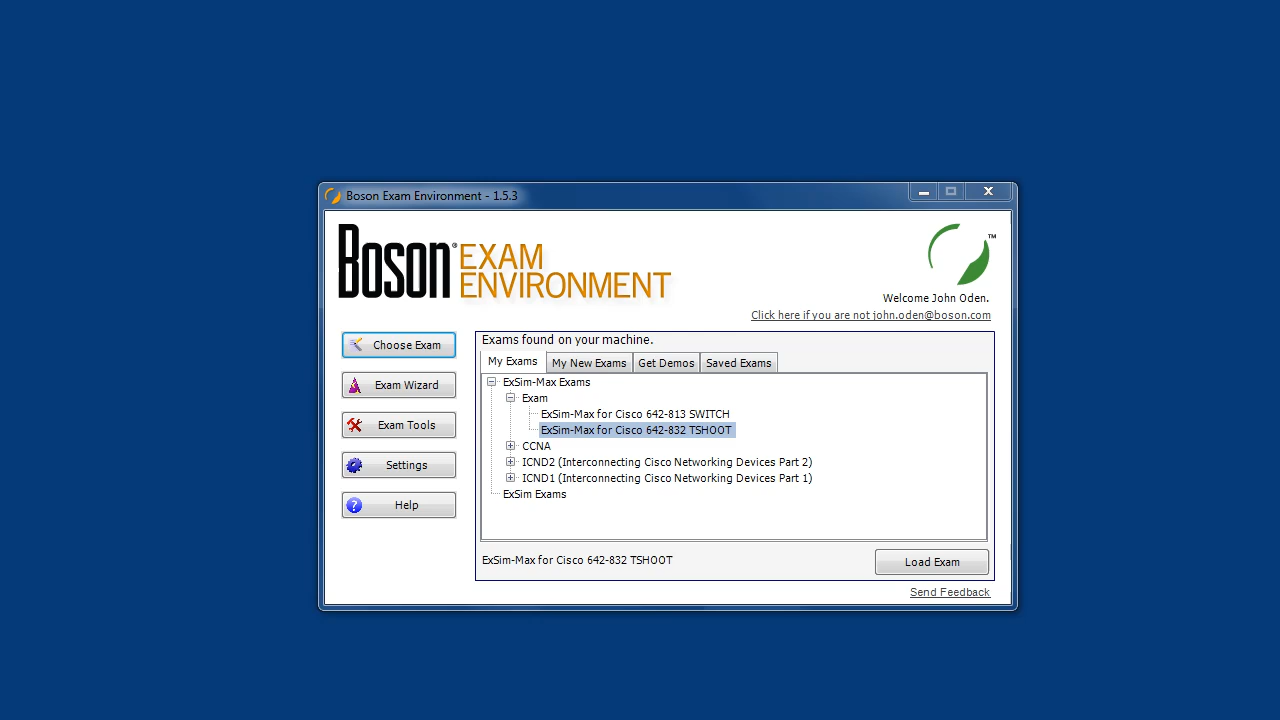 Boson Exam Environment - 1.5.3
BOSON® EXAM
ENVIRONMENT
™
Welcome John Oden.
Click here if you are not john.oden@boson.com
Choose Exam
Exam Wizard
Exam Tools
Settings
? Help
Exams found on your machine.
My Exams My New Exams Get Demos Saved Exams
ExSim-Max Exams
Exam
ExSim-Max for Cisco 642-813 SWITCH
ExSim-Max for Cisco 642-832 TSHOOT
CCNA
ICND2 (Interconnecting Cisco Networking Devices Part 2)
ICND1 (Interconnecting Cisco Networking Devices Part 1)
ExSim Exams
ExSim-Max for Cisco 642-832 TSHOOT
Load Exam
Send Feedback